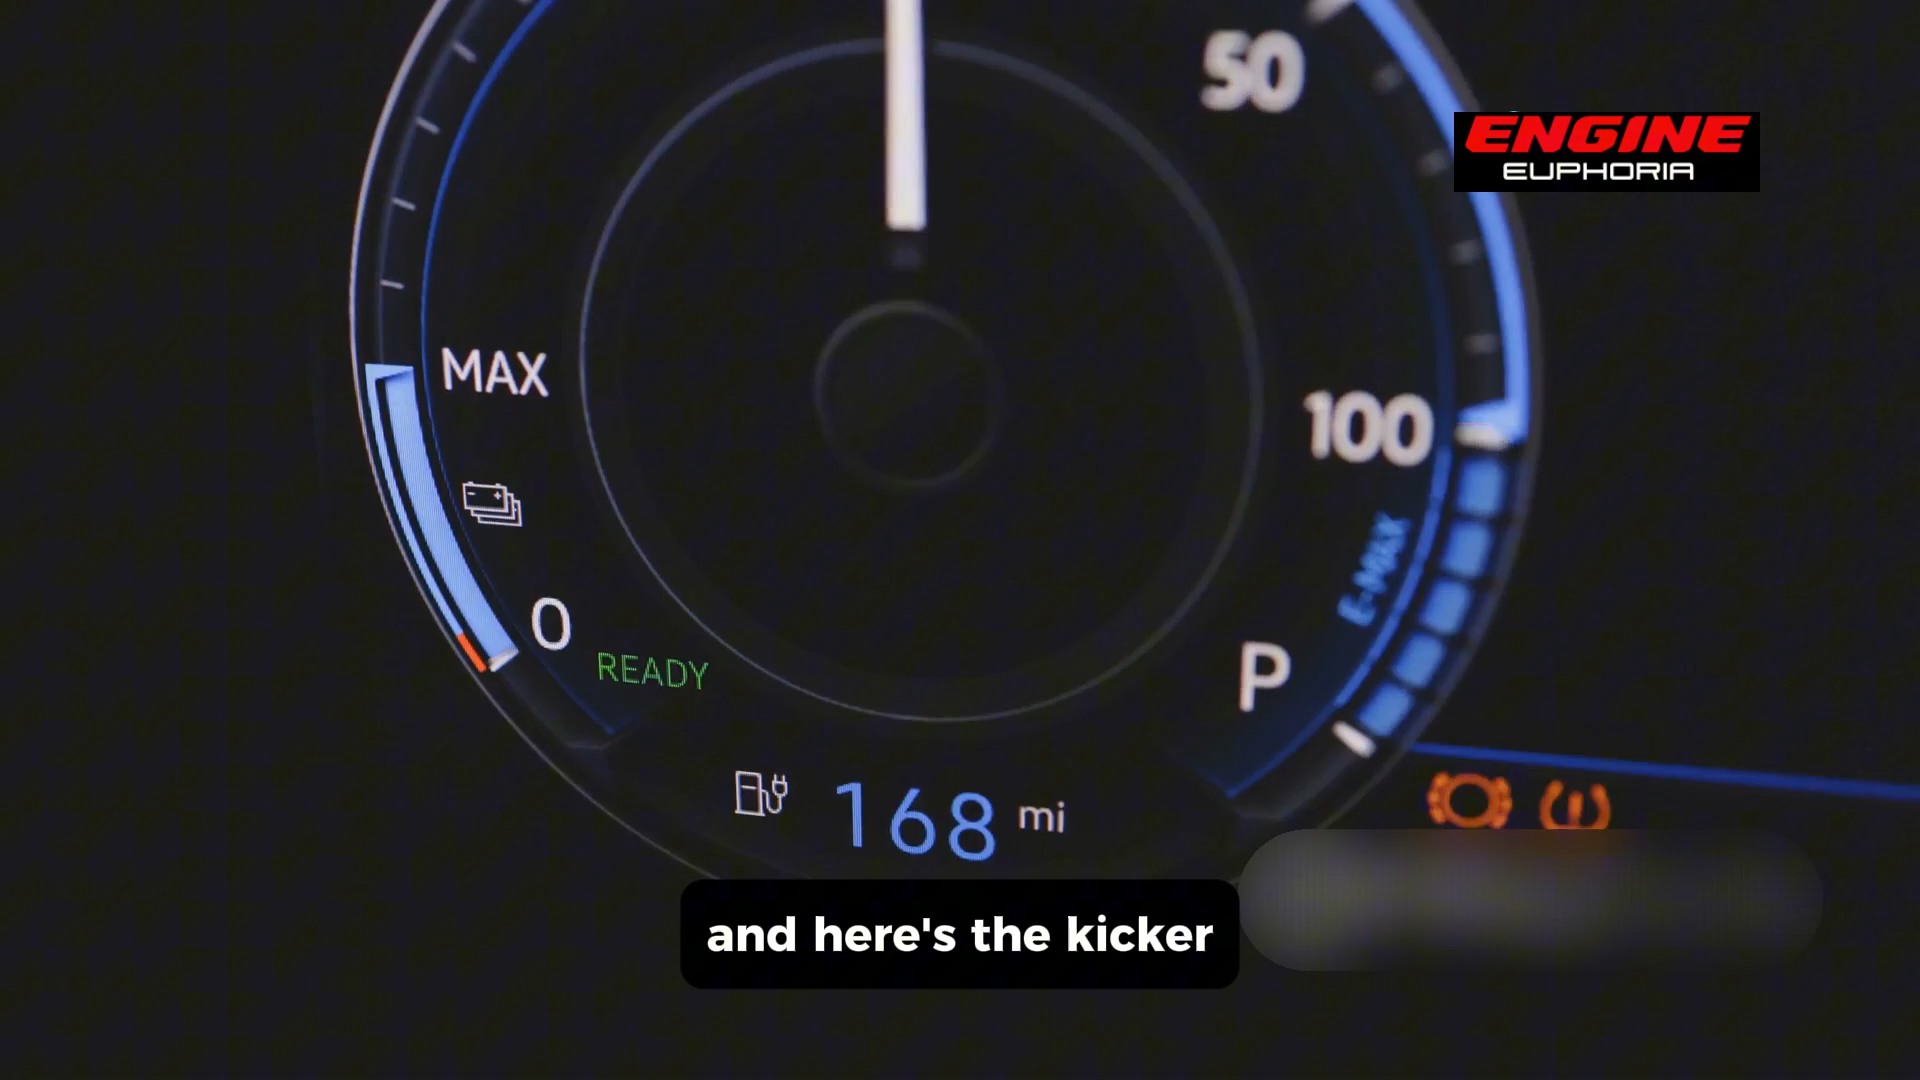 50
ENGINE
EUPHORIA
MAX
100
E-MAX
0
READY
P
168 mi
and here's the kicker